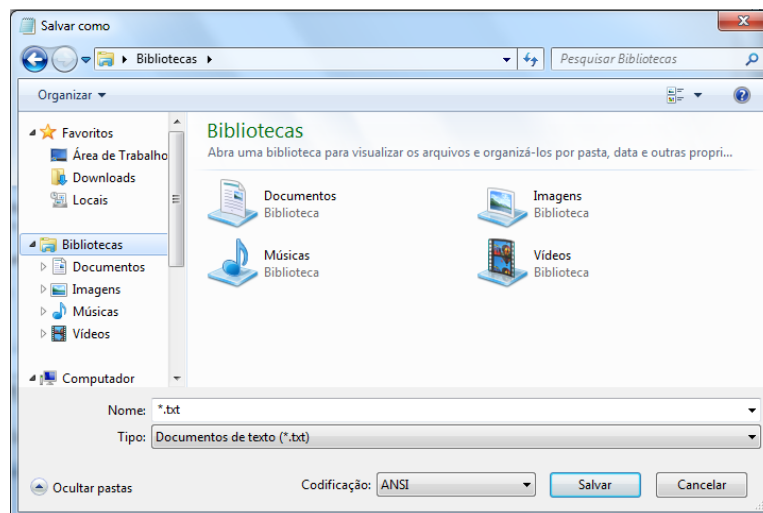 Salvar como
Bibliotecas
Pesquisar Bibliotecas
Organizar
Favoritos
Área de Trabalho
Downloads
Locais
Bibliotecas
Documentos
Imagens
Músicas
Vídeos
Computador
Bibliotecas
Abra uma biblioteca para visualizar os arquivos e organizá-los por pasta, data e outras propri...
Documentos
Biblioteca
Imagens
Biblioteca
Músicas
Biblioteca
Vídeos
Biblioteca
Nome: *.txt
Tipo: Documentos de texto (*.txt)
Ocultar pastas
Codificação: ANSI
Salvar
Cancelar